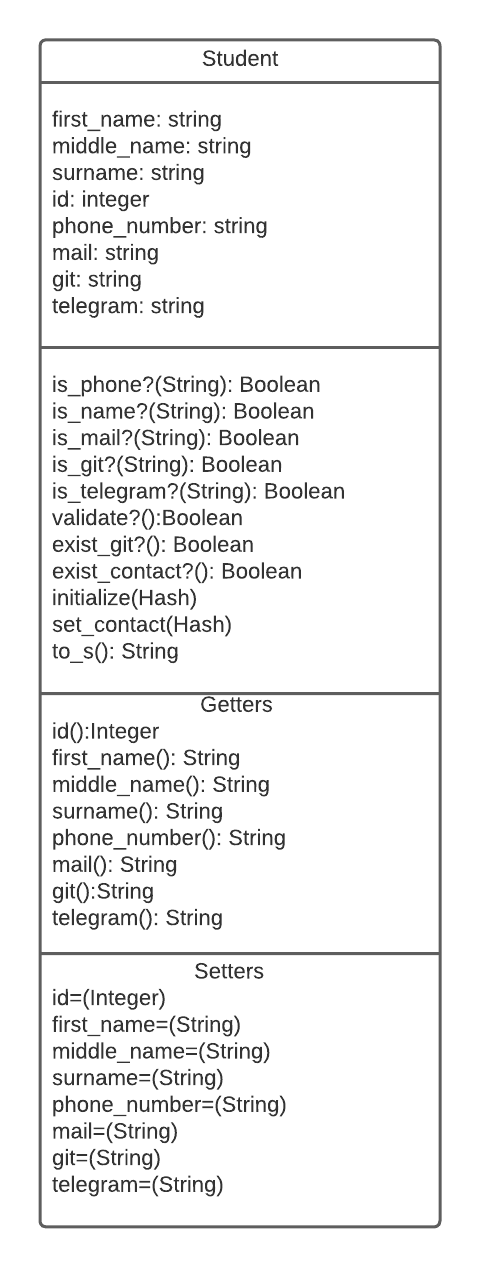 Student
first_name: string
middle_name: string
surname: string
id: integer
phone_number: string
mail: string
git: string
telegram: string
is_phone?(String): Boolean
is_name?(String): Boolean
is_mail?(String): Boolean
is_git?(String): Boolean
is_telegram?(String): Boolean
validate?():Boolean
exist_git?(): Boolean
exist_contact?(): Boolean
initialize(Hash)
set_contact(Hash)
to_s(): String
Getters
id():Integer
first_name(): String
middle_name(): String
surname(): String
phone_number(): String
mail(): String
git():String
telegram(): String
Setters
id=(Integer)
first_name=(String)
middle_name=(String)
surname=(String)
phone_number=(String)
mail=(String)
git=(String)
telegram=(String)